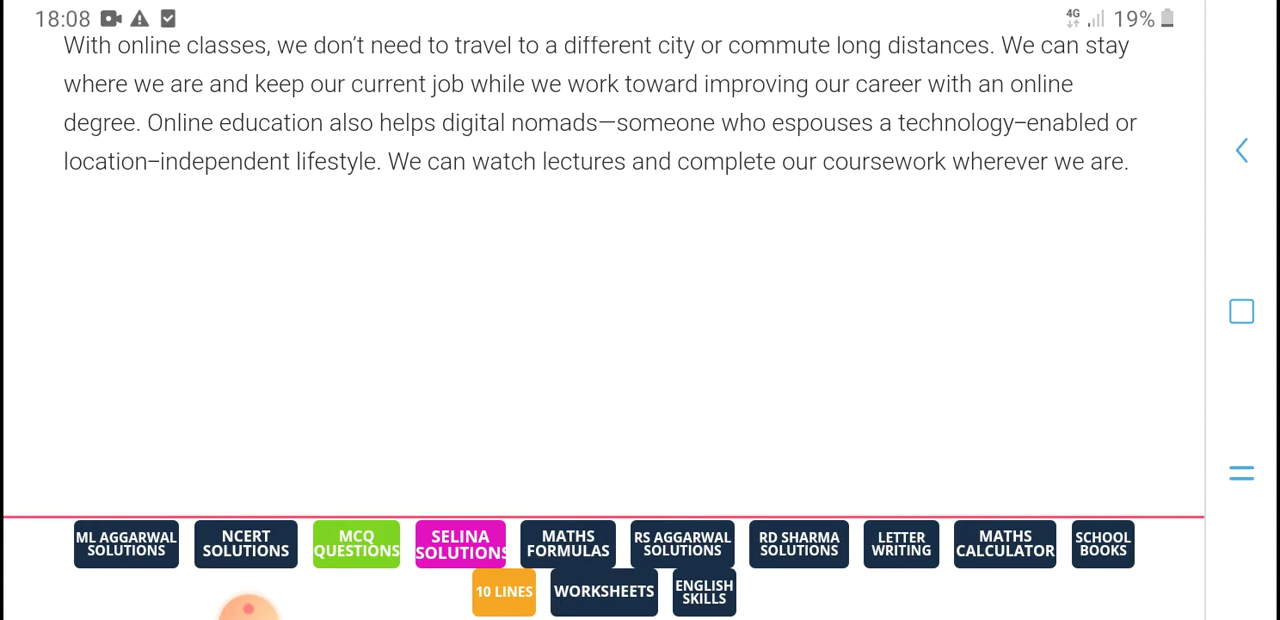 18:08
4G 19%
With online classes, we don’t need to travel to a different city or commute long distances. We can stay
where we are and keep our current job while we work toward improving our career with an online
degree. Online education also helps digital nomads—someone who espouses a technology–enabled or
location–independent lifestyle. We can watch lectures and complete our coursework wherever we are.
ML AGGARWAL
SOLUTIONS
NCERT
SOLUTIONS
MCQ
QUESTIONS
SELINA
SOLUTIONS
MATHS
FORMULAS
RS AGGARWAL
SOLUTIONS
RD SHARMA
SOLUTIONS
LETTER
WRITING
MATHS
CALCULATOR
SCHOOL
BOOKS
10 LINES
WORKSHEETS
ENGLISH
SKILLS